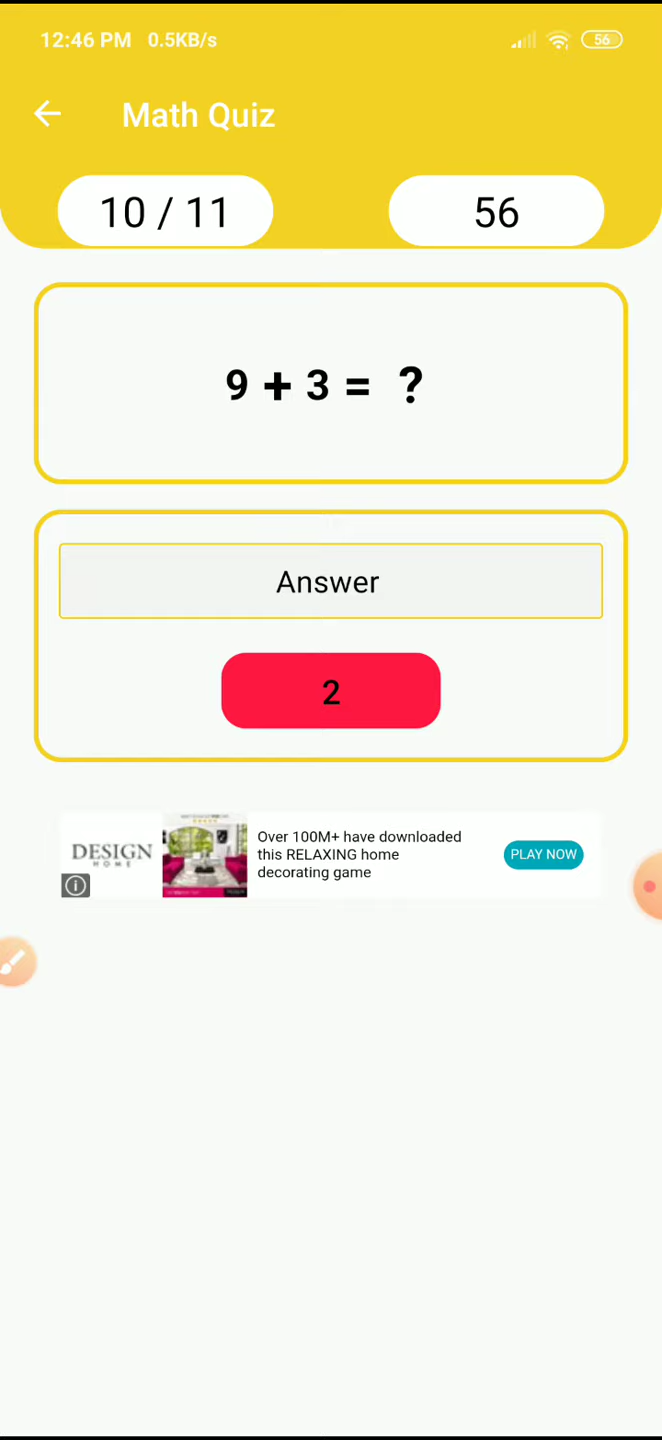 12:46 PM 0.5KB/s 56
Math Quiz
10 / 11 56
9 + 3 = ?
Answer
2
DESIGN
HOME
Over 100M+ have downloaded
this RELAXING home
decorating game
PLAY NOW